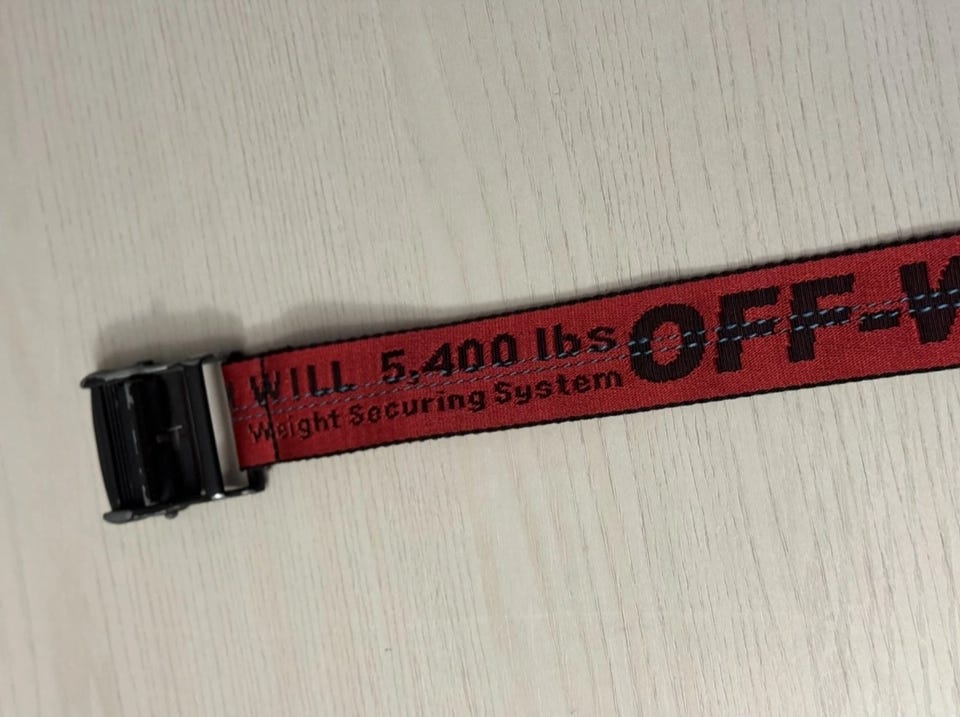 WILL 5,400 lbs
Weight Securing System
OFF-W